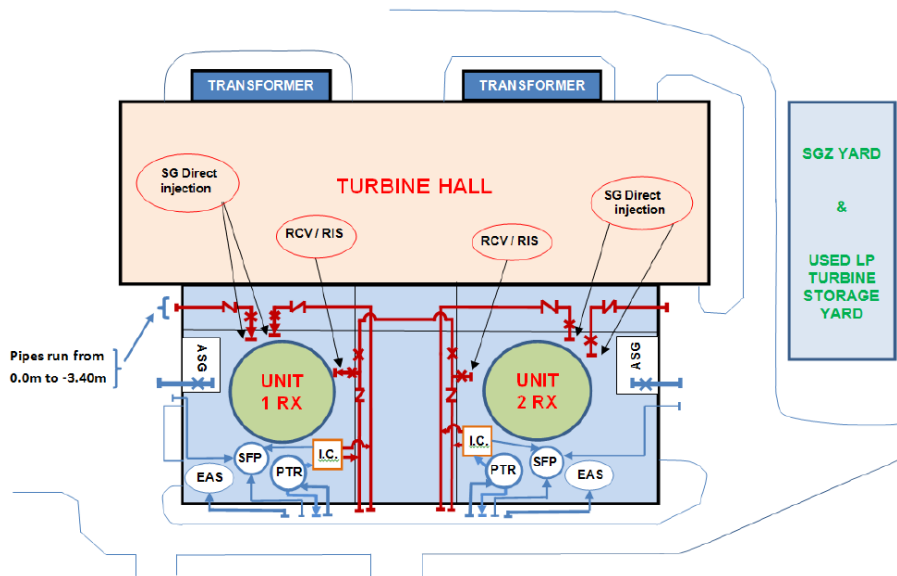 TRANSFORMER
TRANSFORMER
SG Direct
injection
TURBINE HALL
SG Direct
injection
RCV / RIS
RCV / RIS
SGZ YARD
&
USED LP
TURBINE
STORAGE
YARD
Pipes run from
0.0m to -3.40m
ASG
UNIT
1 RX
UNIT
2 RX
ASG
SFP
I.C.
PTR
EAS
I.C.
PTR
SFP
EAS